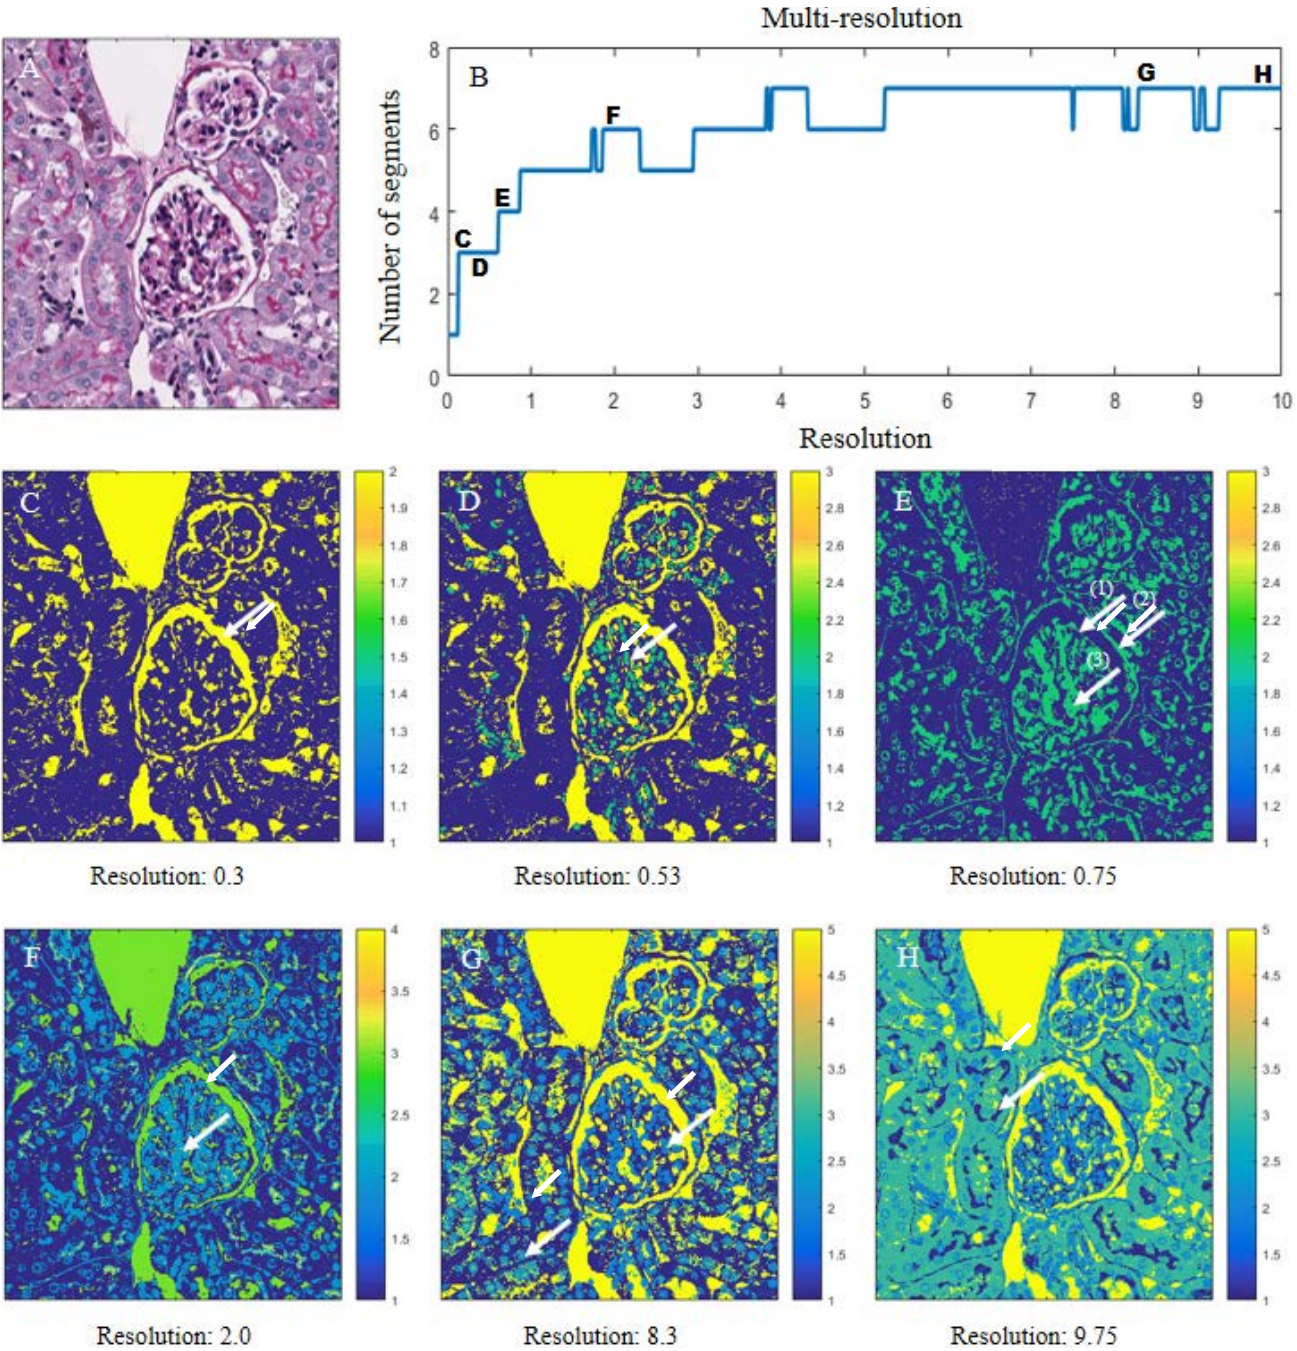 Multi-resolution
A
B
8
6
4
2
0
Number of segments
C
D
E
F
G
H
0 1 2 3 4 5 6 7 8 9 10
Resolution
C
2
1.9
1.8
1.7
1.6
1.5
1.4
1.3
1.2
1.1
1
D
3
2.8
2.6
2.4
2.2
2
1.8
1.6
1.4
1.2
1
E
(1)
(2)
(3)
3
2.8
2.6
2.4
2.2
2
1.8
1.6
1.4
1.2
1
Resolution: 0.3
Resolution: 0.53
Resolution: 0.75
F
4
3.5
3
2.5
2
1.5
1
G
5
4.5
4
3.5
3
2.5
2
1.5
1
H
5
4.5
4
3.5
3
2.5
2
1.5
1
Resolution: 2.0
Resolution: 8.3
Resolution: 9.75